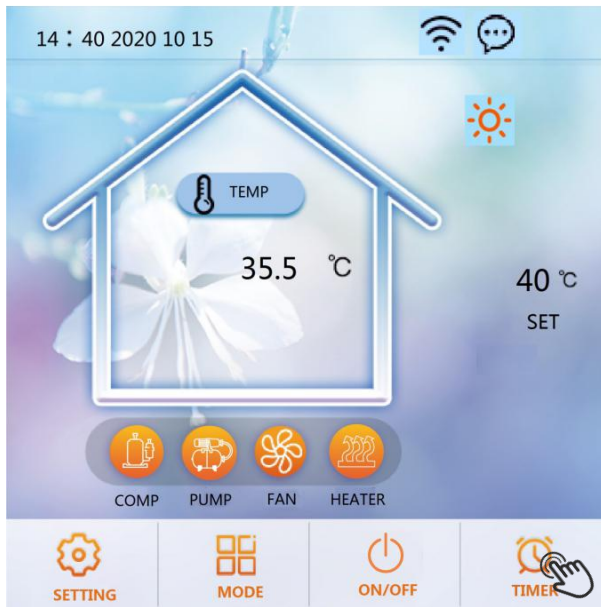 14：40 2020 10 15
TEMP
35.5 ℃
40 ℃
SET
COMP PUMP FAN HEATER
SETTING MODE ON/OFF TIMER